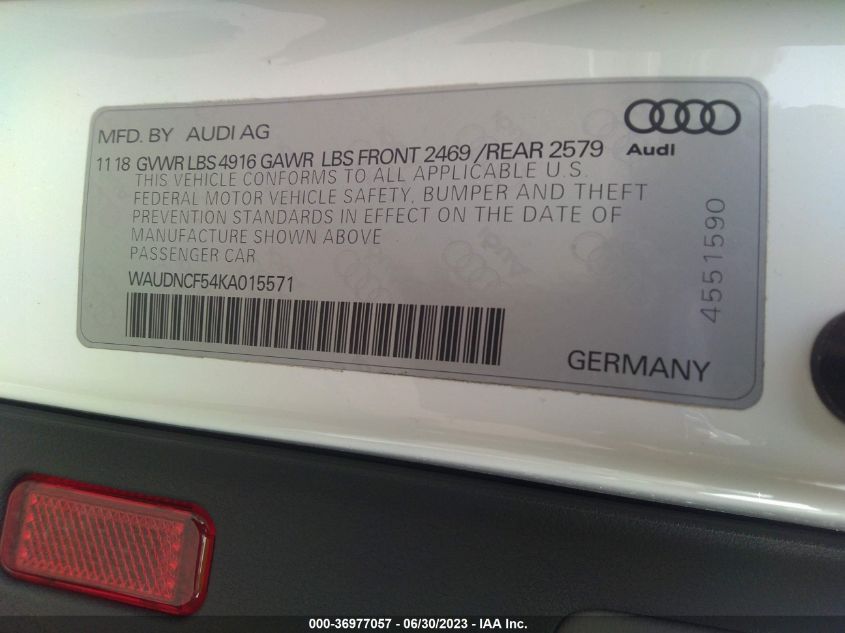 MFD. BY AUDI AG
Audi
11 18 GVWR LBS 4916 GAWR LBS FRONT 2469 /REAR 2579
THIS VEHICLE CONFORMS TO ALL APPLICABLE U.S.
FEDERAL MOTOR VEHICLE SAFETY, BUMPER AND THEFT
PREVENTION STANDARDS IN EFFECT ON THE DATE OF
MANUFACTURE SHOWN ABOVE
PASSENGER CAR
WAUDNCF54KA015571
4551590
GERMANY
000-36977057 - 06/30/2023 - IAA Inc.